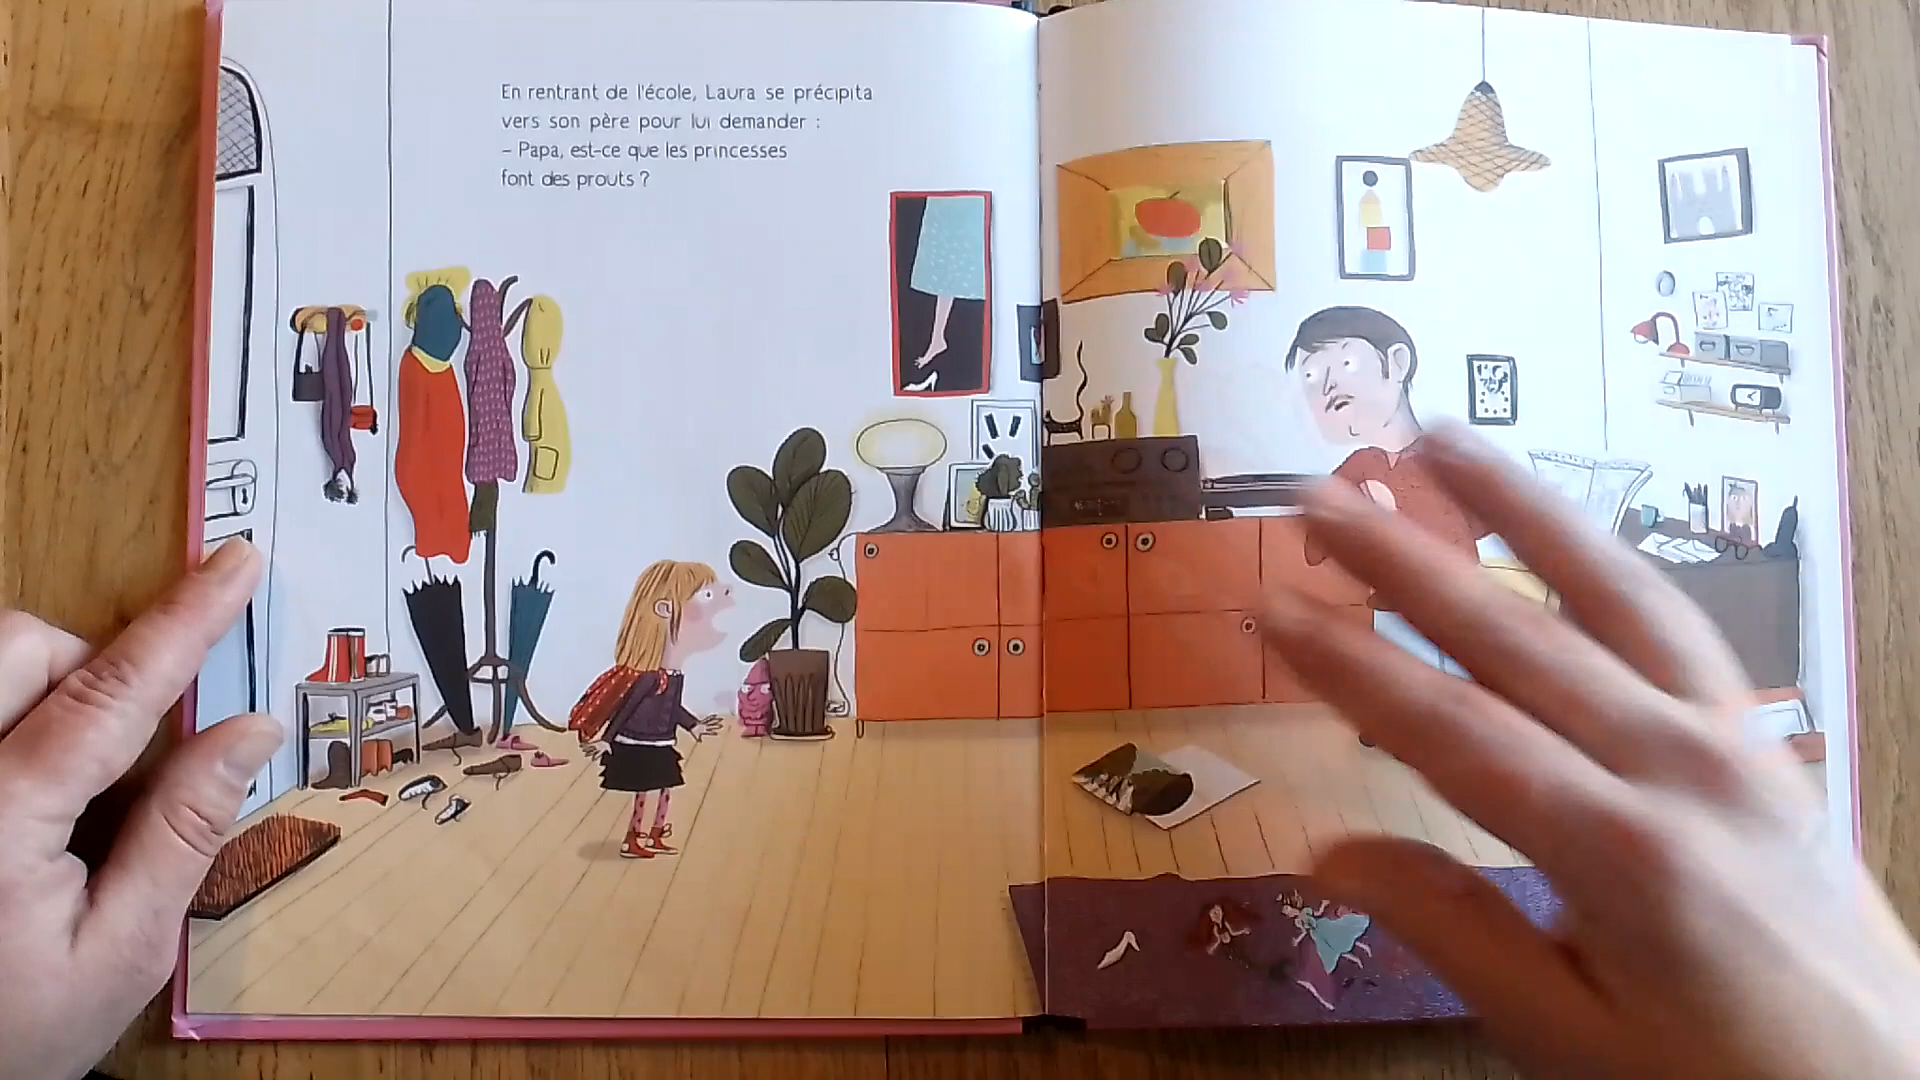 En rentrant de l'école, Laura se précipita
vers son père pour lui demander :
– Papa, est-ce que les princesses
font des prouts ?